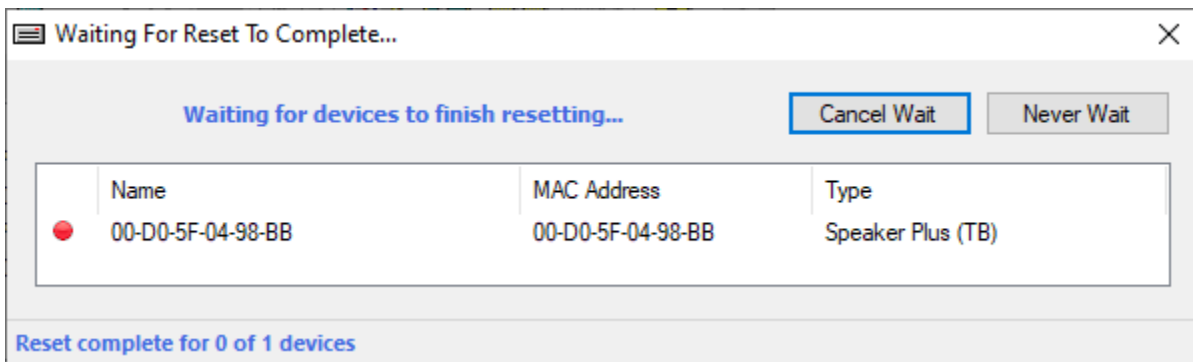 Waiting For Reset To Complete...
Waiting for devices to finish resetting... Cancel Wait Never Wait
Name MAC Address Type
00-D0-5F-04-98-BB 00-D0-5F-04-98-BB Speaker Plus (TB)
Reset complete for 0 of 1 devices